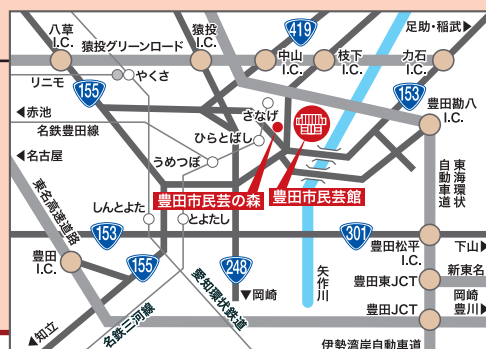 八草
I.C.
猿投グリーンロード
猿投
I.C.
419
足助・稲武▶
中山
I.C.
枝下
I.C.
力石
I.C.
リニモ
155
やくさ
153
◀赤池
さなげ
豊田勘八
I.C.
名鉄豊田線
ひらとばし
◀名古屋
うめつぼ
東海環状
自動車道
豊田市民芸の森
豊田市民芸館
東名高速道路
しんとよた
とよたし
153
301
豊田松平
I.C.
下山▶
豊田
I.C.
155
248
矢作川
豊田東JCT
新東名
愛知環状鉄道
▼岡崎
岡崎
豊川▶
名鉄三河線
豊田JCT
◀知立
伊勢湾岸自動車道